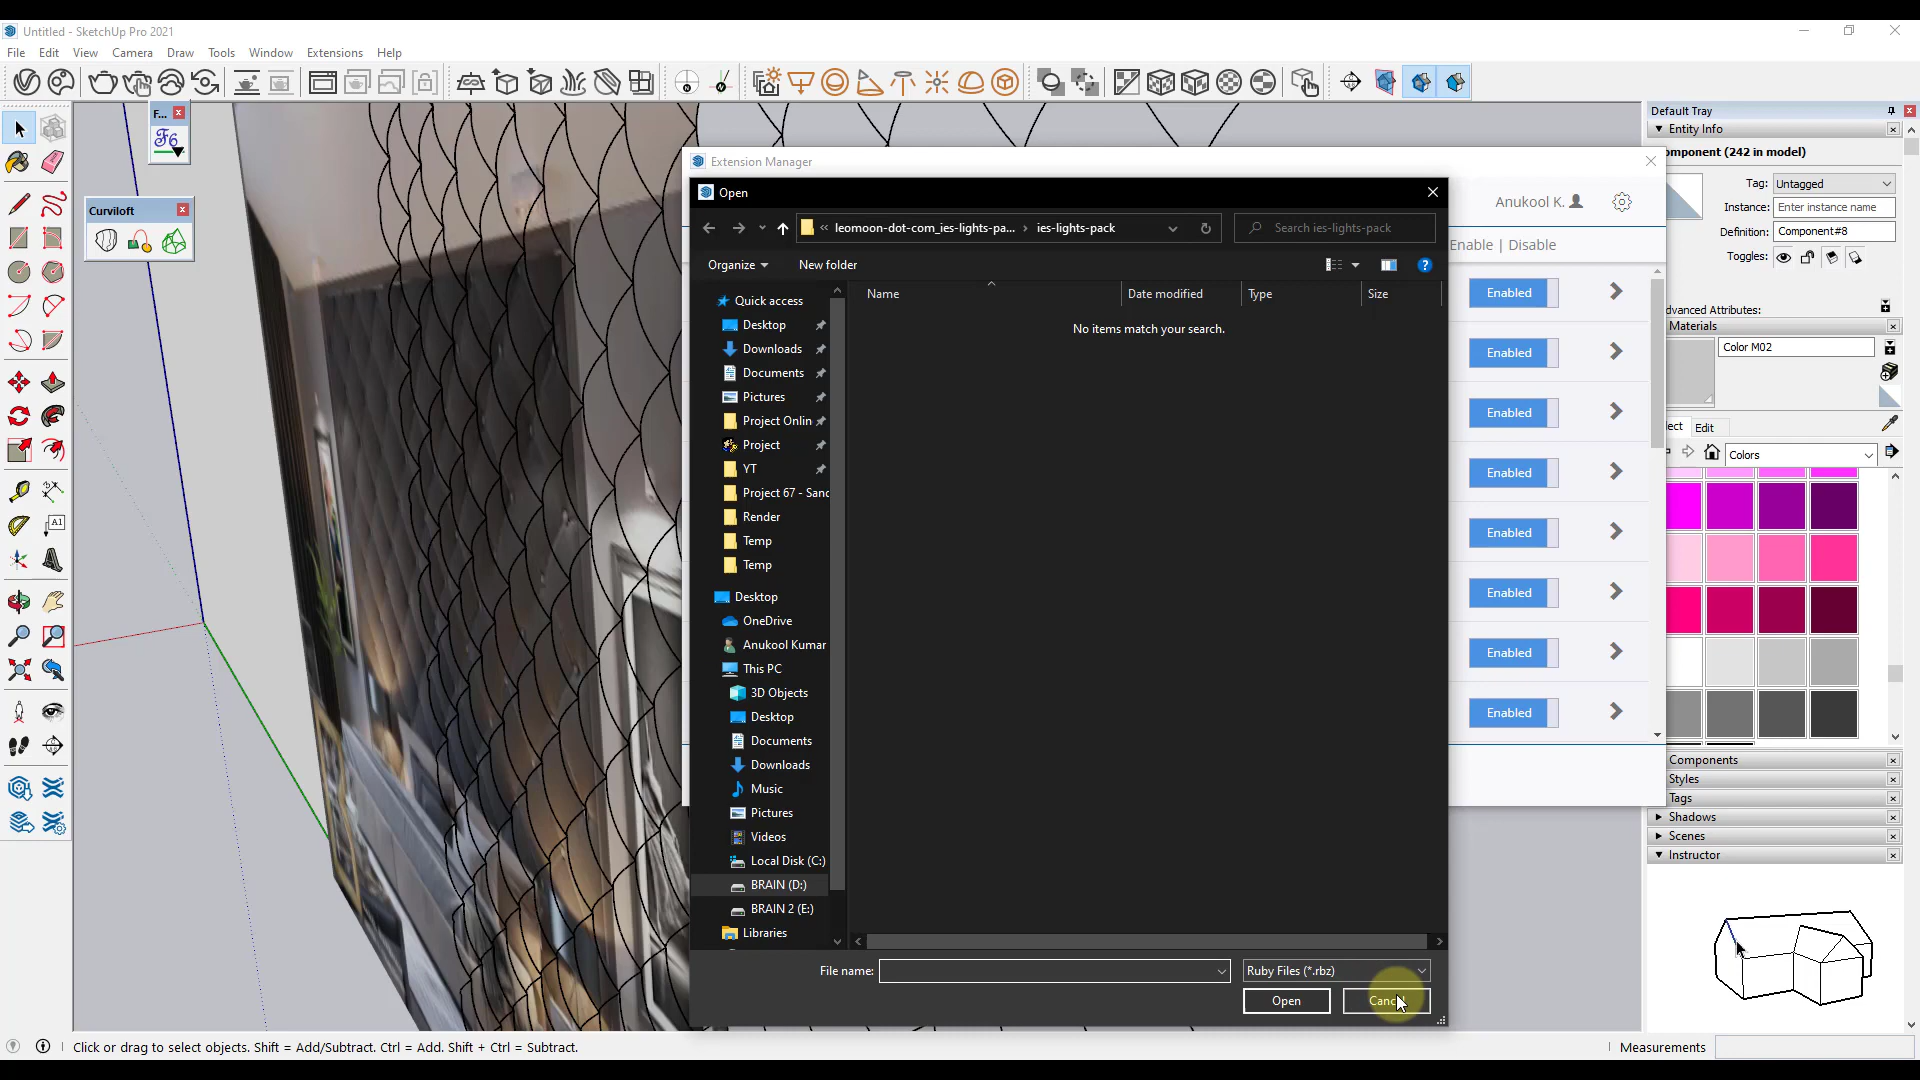 Untitled - SketchUp Pro 2021
File Edit View Camera Draw Tools Window Extensions Help
F...
F6
Curviloft
A1
Extension Manager
Anukool K.
Enable | Disable
Enabled
Enabled
Enabled
Enabled
Enabled
Enabled
Enabled
Enabled
Open
« leomoon-dot-com_ies-lights-pa... › ies-lights-pack
Search ies-lights-pack
Organize
New folder
Name
Date modified
Type
Size
No items match your search.
Quick access
Desktop
Downloads
Documents
Pictures
Project Onlin
Project
YT
Project 67 - Sand
Render
Temp
Temp
Desktop
OneDrive
Anukool Kumar
This PC
3D Objects
Desktop
Documents
Downloads
Music
Pictures
Videos
Local Disk (C:)
BRAIN (D:)
BRAIN 2 (E:)
Libraries
File name:
Ruby Files (*.rbz)
Open
Default Tray
Entity Info
omponent (242 in model)
Tag: Untagged
Instance: Enter instance name
Definition: Component#8
Toggles:
dvanced Attributes:
Materials
Color M02
ect
Edit
Colors
Components
Styles
Tags
Shadows
Scenes
Instructor
Click or drag to select objects. Shift = Add/Subtract. Ctrl = Add. Shift + Ctrl = Subtract.
Measurements